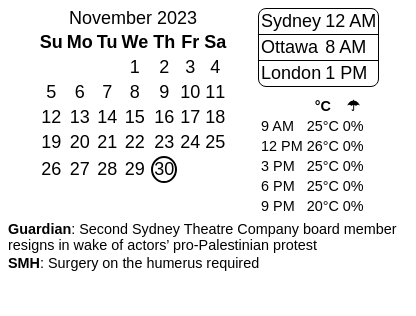 November 2023
Su Mo Tu We Th Fr Sa
1 2 3 4
5 6 7 8 9 10 11
12 13 14 15 16 17 18
19 20 21 22 23 24 25
26 27 28 29 30
Sydney 12 AM
Ottawa 8 AM
London 1 PM
°C ☂
9 AM 25°C 0%
12 PM 26°C 0%
3 PM 25°C 0%
6 PM 25°C 0%
9 PM 20°C 0%
Guardian: Second Sydney Theatre Company board member
resigns in wake of actors’ pro-Palestinian protest
SMH: Surgery on the humerus required